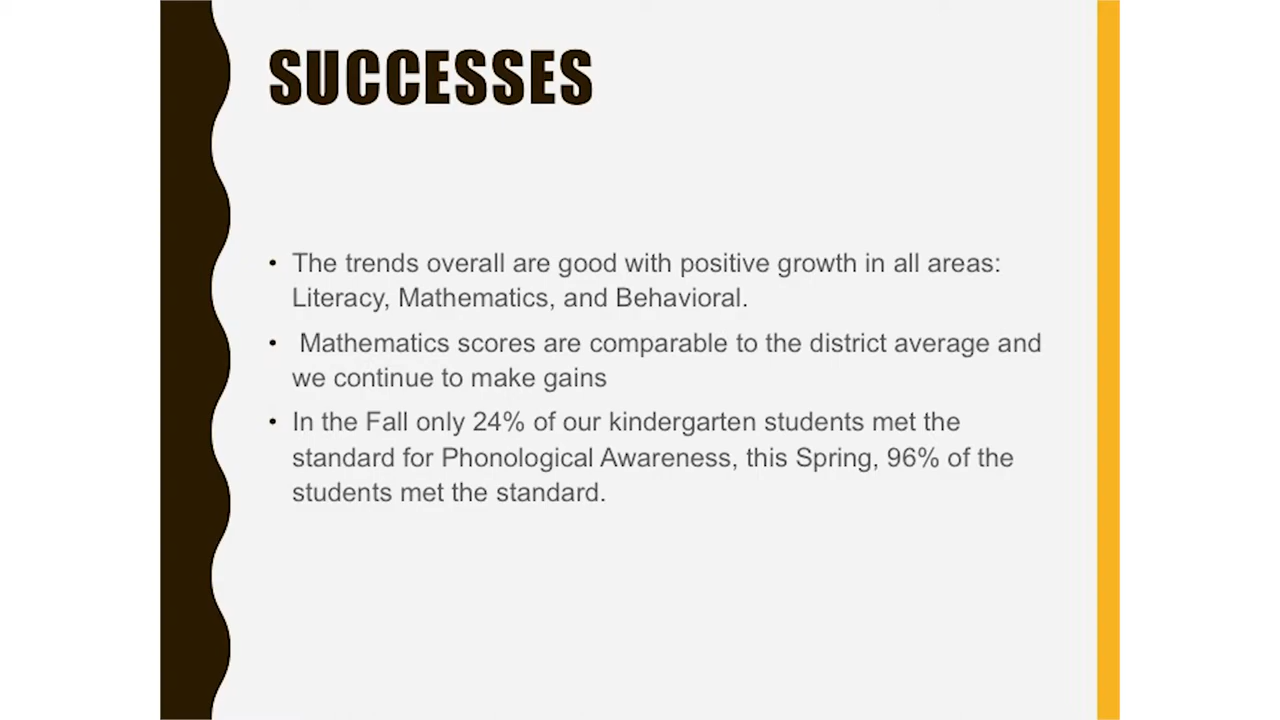 SUCCESSES
• The trends overall are good with positive growth in all areas:
Literacy, Mathematics, and Behavioral.
• Mathematics scores are comparable to the district average and
we continue to make gains
• In the Fall only 24% of our kindergarten students met the
standard for Phonological Awareness, this Spring, 96% of the
students met the standard.